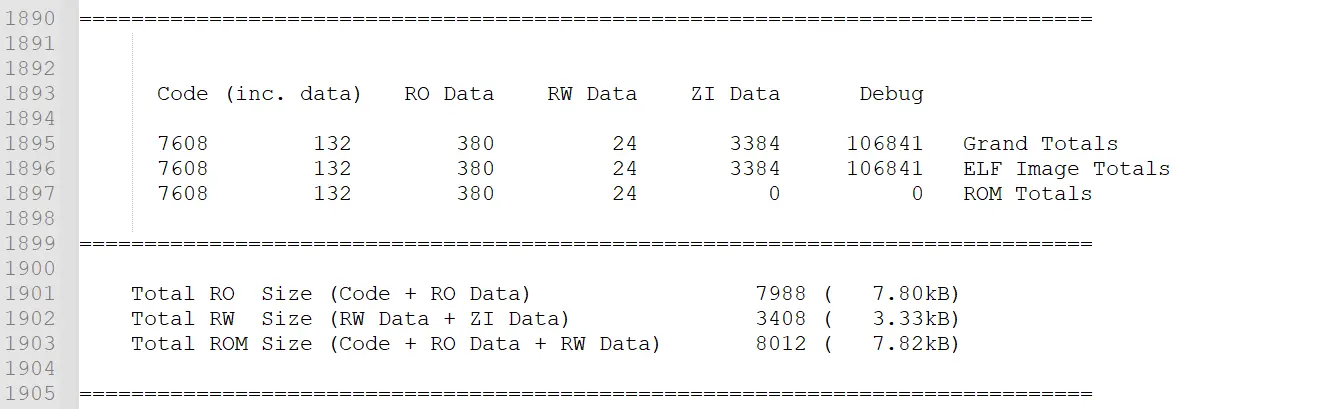 1890 ==============================================================================
1891
1892
1893 Code (inc. data) RO Data RW Data ZI Data Debug
1894
1895 7608 132 380 24 3384 106841 Grand Totals
1896 7608 132 380 24 3384 106841 ELF Image Totals
1897 7608 132 380 24 0 0 ROM Totals
1898
1899 ==============================================================================
1900
1901 Total RO Size (Code + RO Data) 7988 ( 7.80kB)
1902 Total RW Size (RW Data + ZI Data) 3408 ( 3.33kB)
1903 Total ROM Size (Code + RO Data + RW Data) 8012 ( 7.82kB)
1904
1905 ==============================================================================